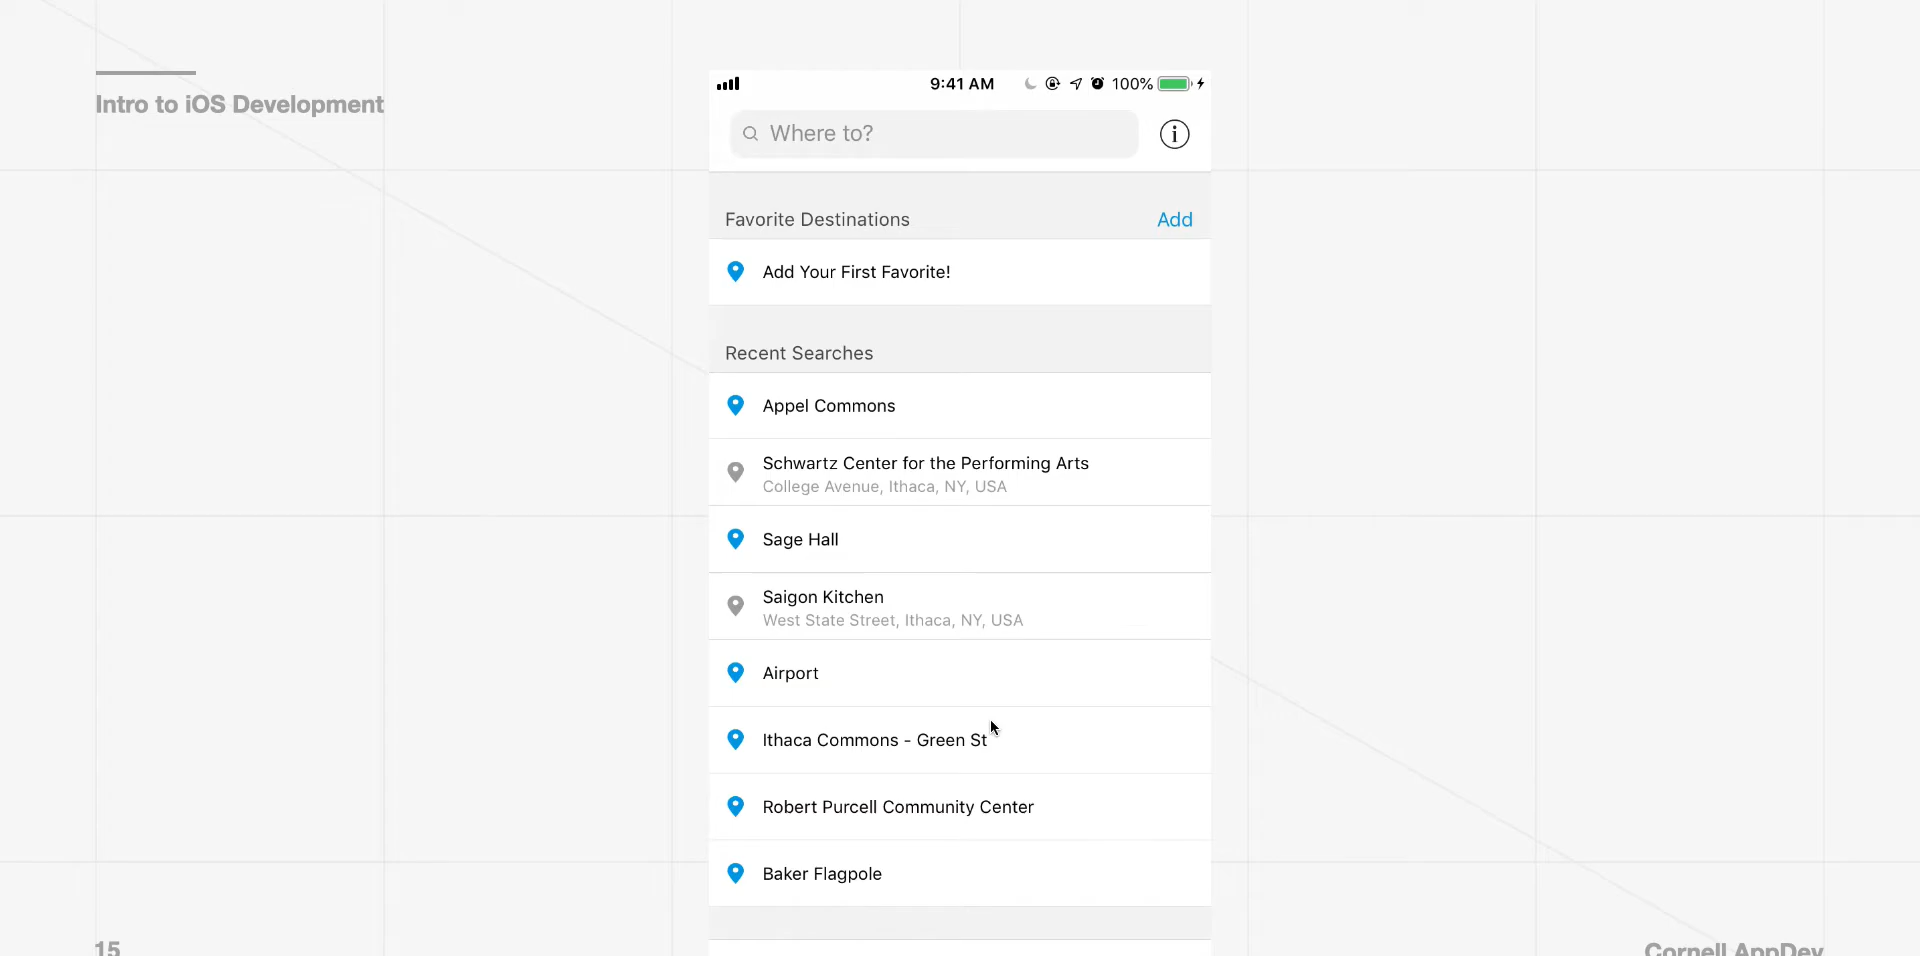 Intro to iOS Development
9:41 AM 100%
Where to?
Favorite Destinations Add
Add Your First Favorite!
Recent Searches
Appel Commons
Schwartz Center for the Performing Arts
College Avenue, Ithaca, NY, USA
Sage Hall
Saigon Kitchen
West State Street, Ithaca, NY, USA
Airport
Ithaca Commons - Green St
Robert Purcell Community Center
Baker Flagpole
15
Cornell AppDev